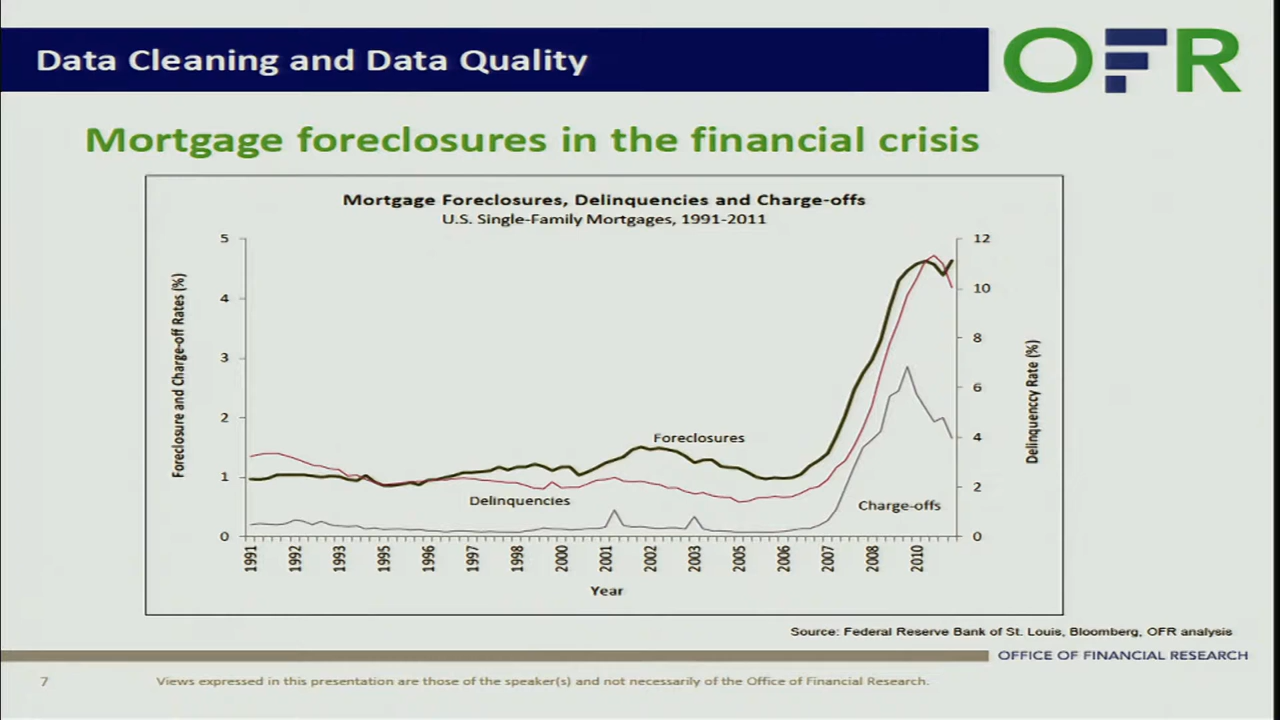 Data Cleaning and Data Quality
OFR
Mortgage foreclosures in the financial crisis
Mortgage Foreclosures, Delinquencies and Charge-offs
U.S. Single-Family Mortgages, 1991-2011
Foreclosure and Charge-off Rates (%)
5
4
3
2
1
0
12
10
8
6
4
2
0
Delinquenccy Rate (%)
Foreclosures
Delinquencies
Charge-offs
1991 1992 1993 1995 1996 1997 1998 2000 2001 2002 2003 2005 2006 2007 2008 2010
Year
Source: Federal Reserve Bank of St. Louis, Bloomberg, OFR analysis
OFFICE OF FINANCIAL RESEARCH
7
Views expressed in this presentation are those of the speaker(s) and not necessarily of the Office of Financial Research.